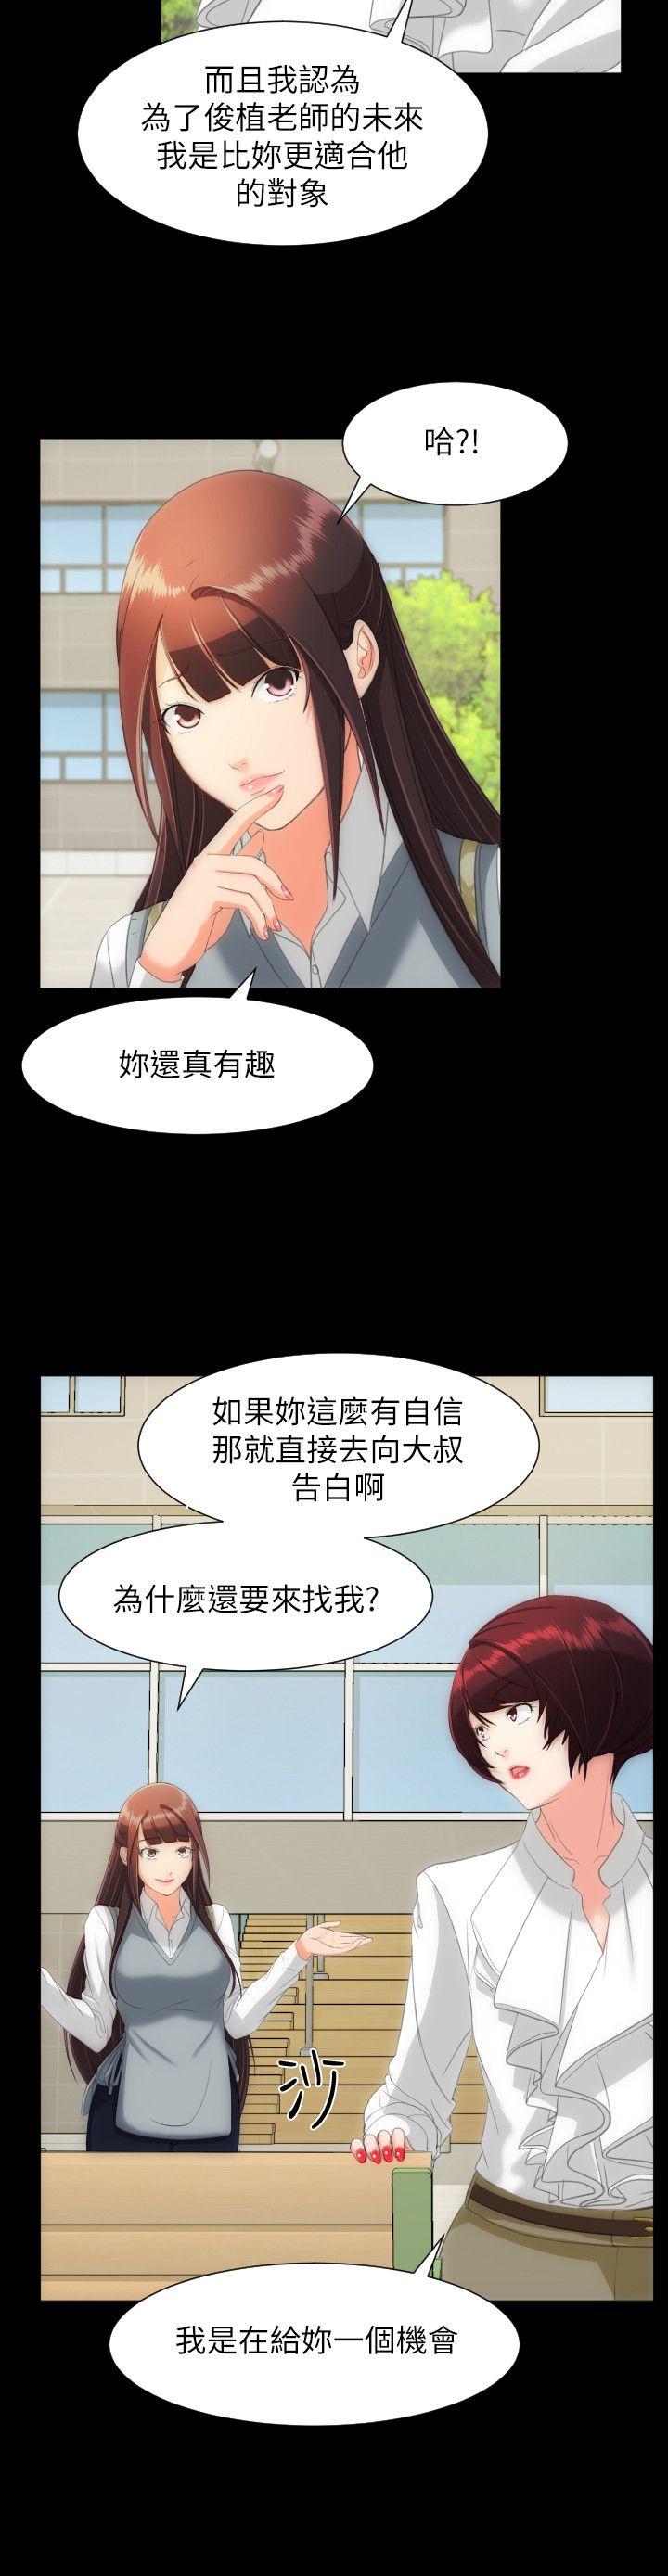 而且我認為
為了俊植老師的未來
我是比妳更適合他
的對象
哈?!
妳還真有趣
如果妳這麼有自信
那就直接去向大叔
告白啊
為什麼還要來找我?
沙
我是在給妳一個機會